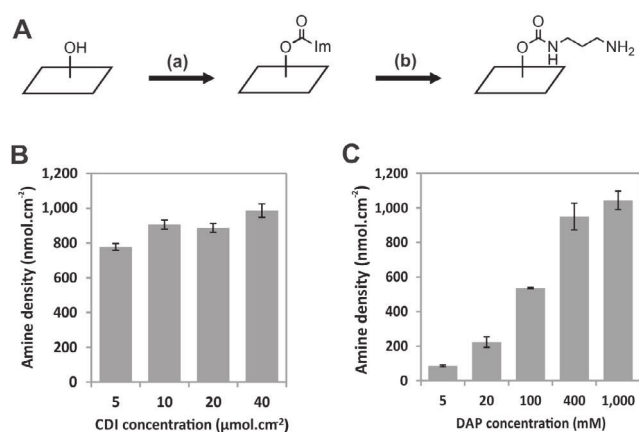 A
OH
(a)
O
O
Im
(b)
O
O
N
H
NH₂
B
Amine density (nmol.cm⁻²)
1,200
1,000
800
600
400
200
0
5 10 20 40
CDI concentration (µmol.cm²)
C
Amine density (nmol.cm⁻²)
1,200
1,000
800
600
400
200
0
5 20 100 400 1,000
DAP concentration (mM)